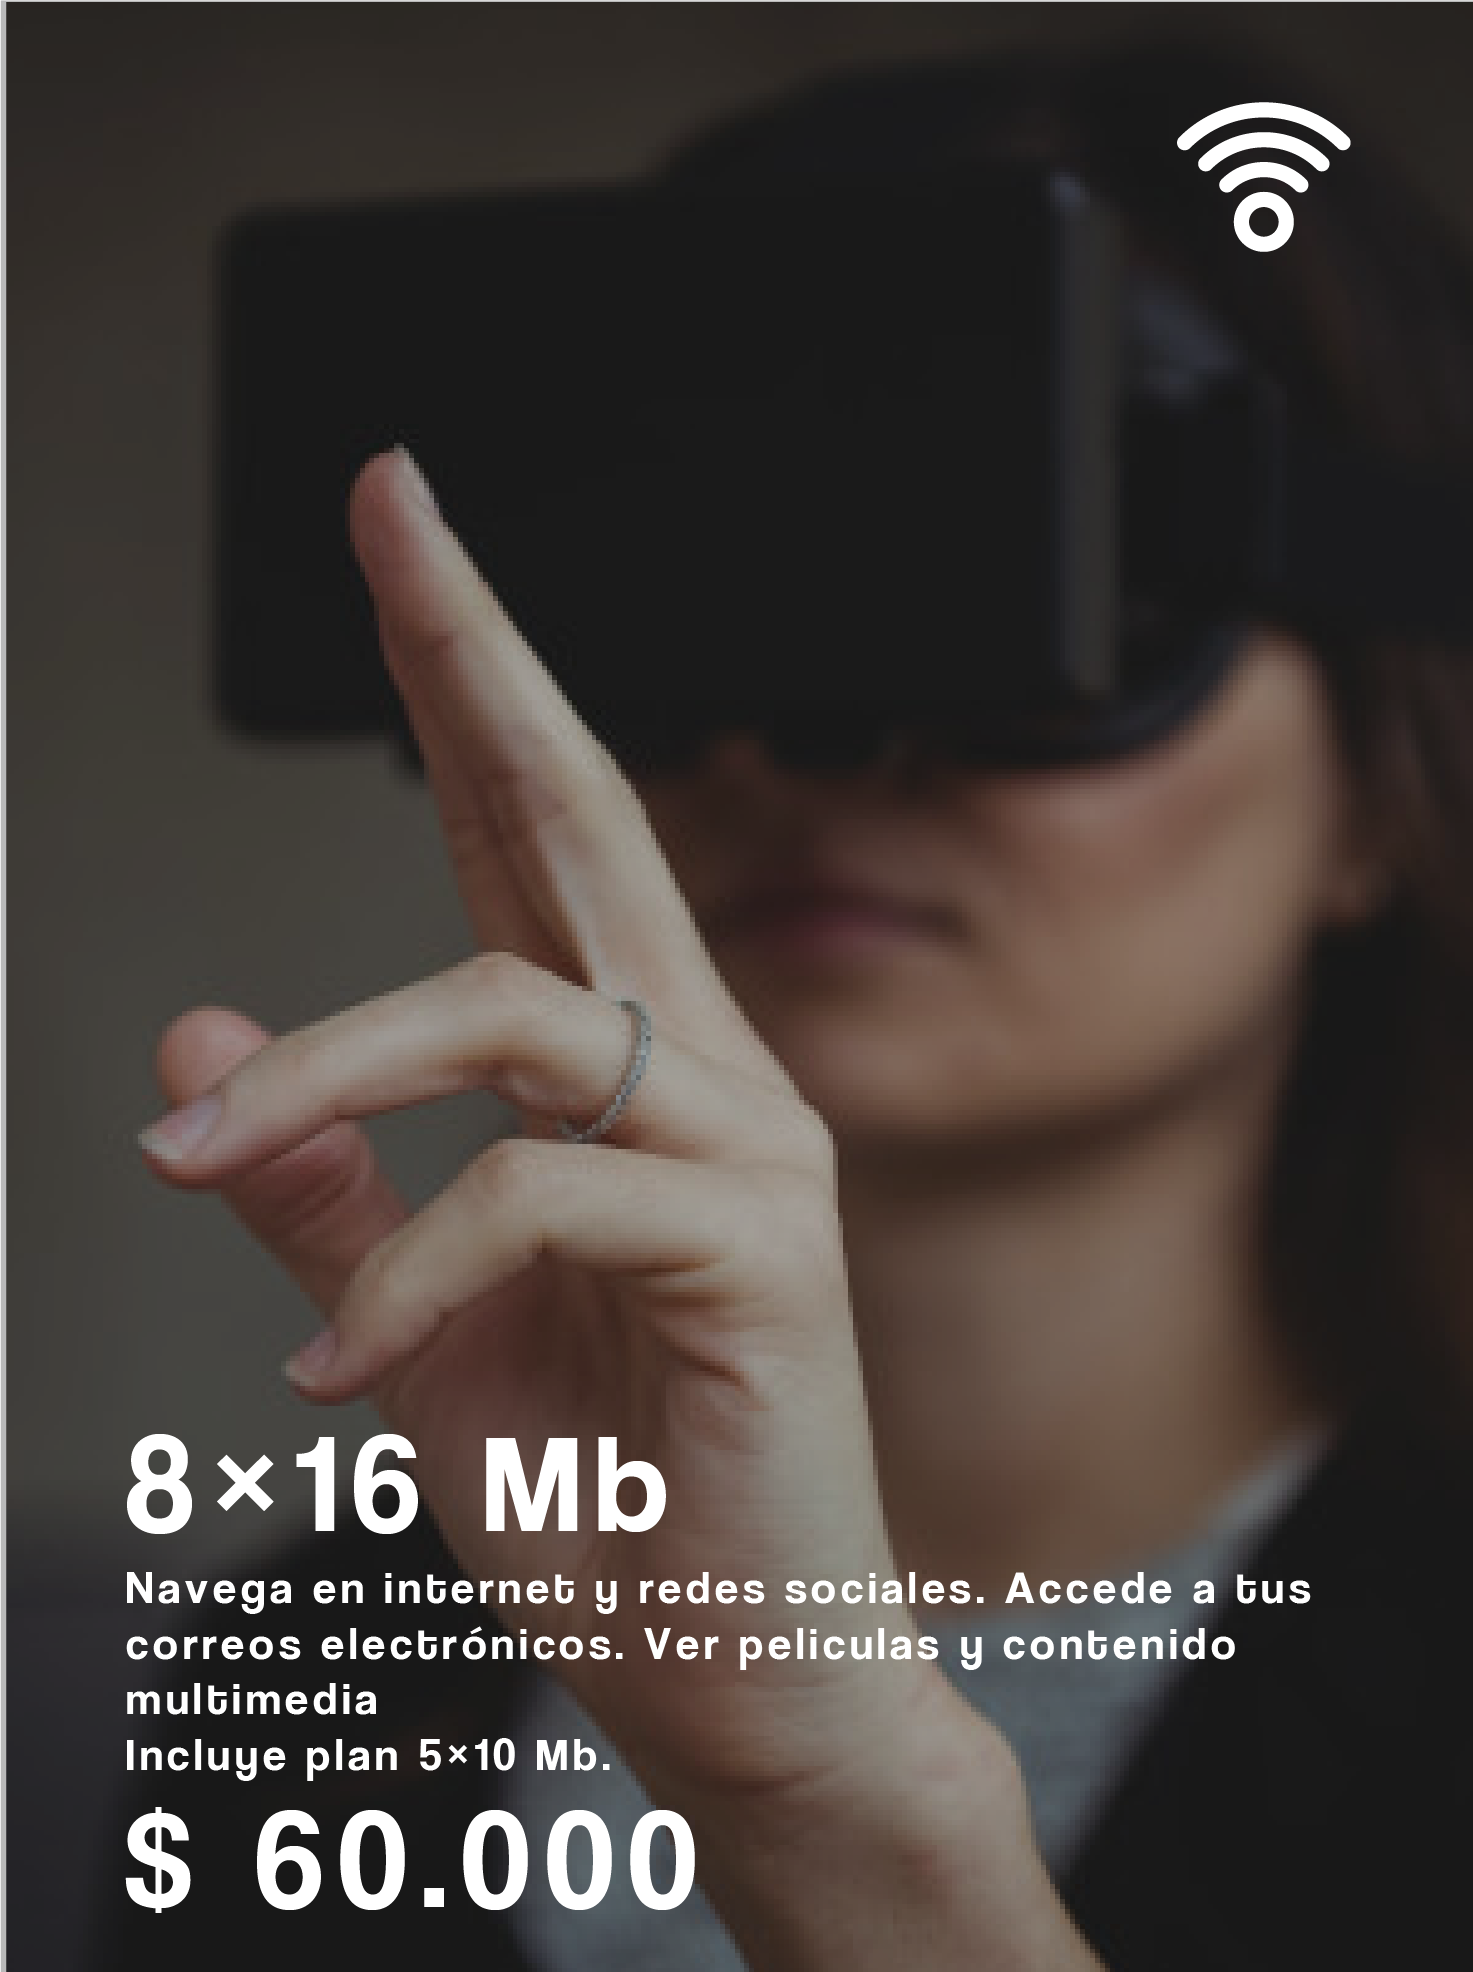 8×16 Mb
Navega en internet y redes sociales. Accede a tus
correos electrónicos. Ver peliculas y contenido
multimedia
Incluye plan 5×10 Mb.
$ 60.000